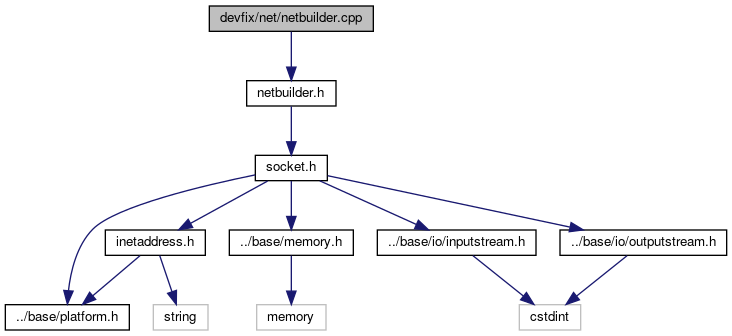 devfix/net/netbuilder.cpp
netbuilder.h
socket.h
inetaddress.h
../base/memory.h
../base/io/inputstream.h
../base/io/outputstream.h
../base/platform.h
string
memory
cstdint